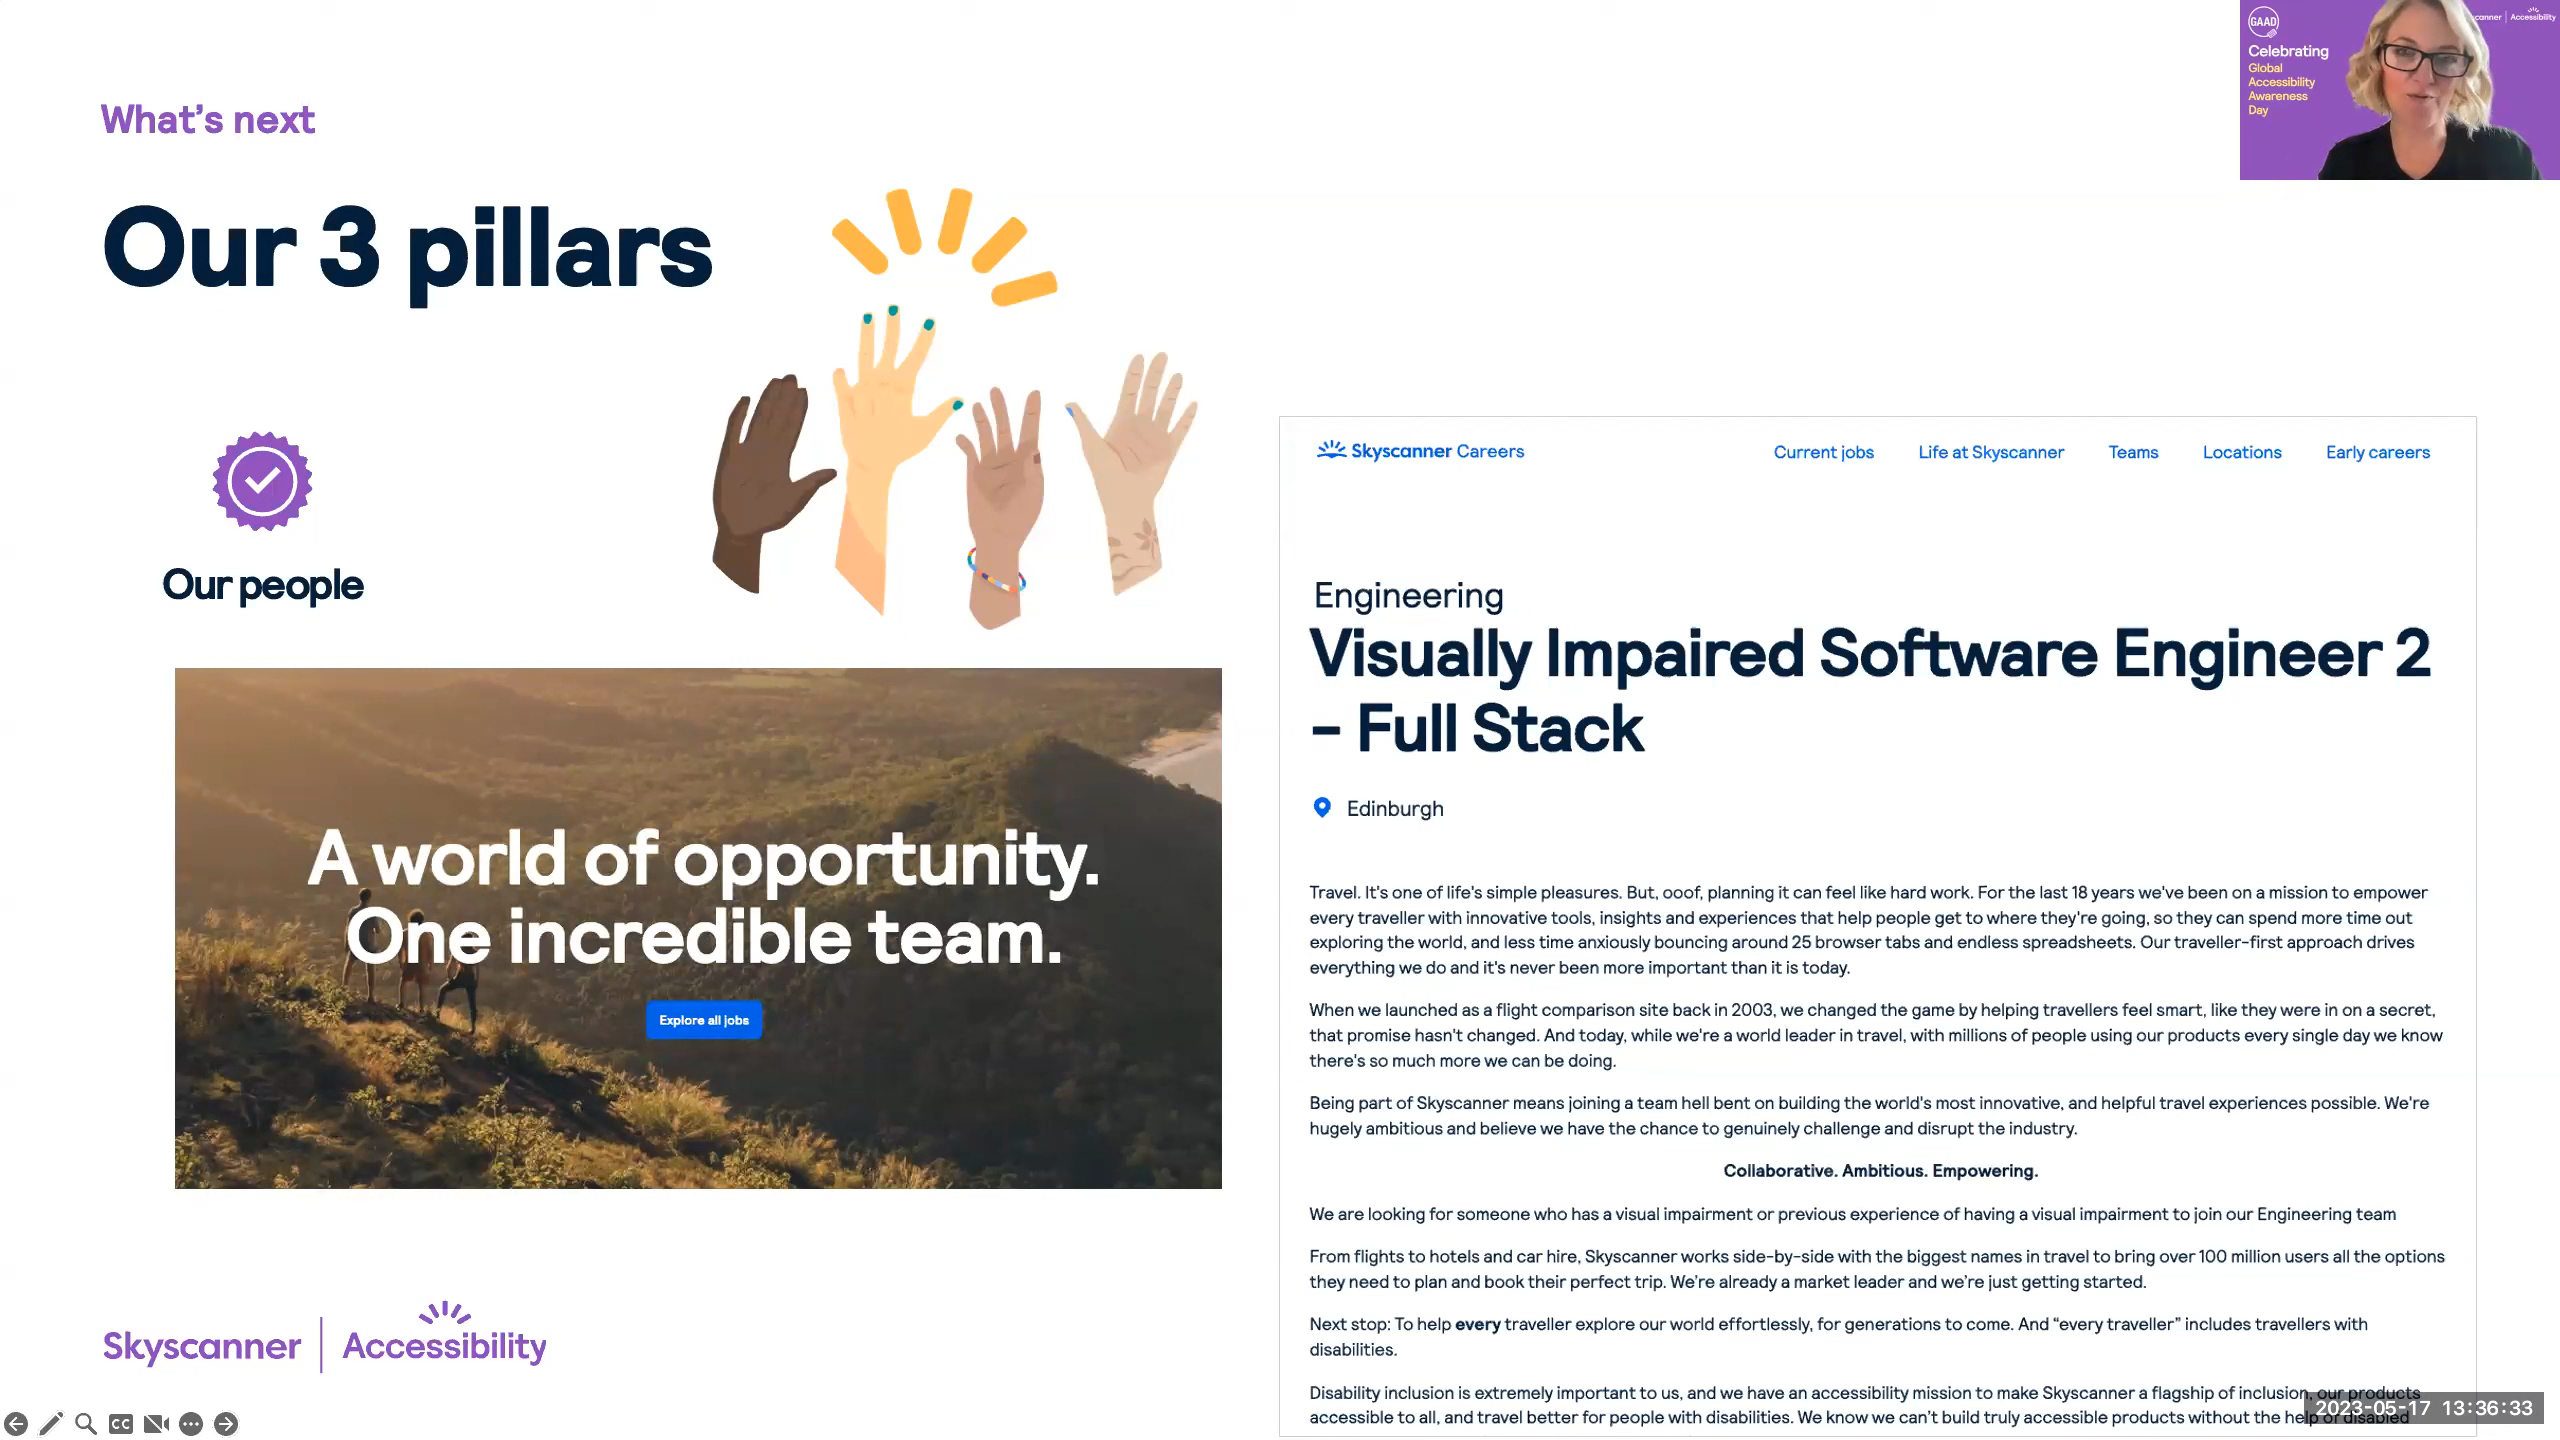 What's next
Our 3 pillars
Our people
A world of opportunity.
One incredible team.
Explore all jobs
Skyscanner | Accessibility
CC
GAAD
Celebrating
Global
Accessibility
Awareness
Day
Accessibility
Skyscanner Careers
Current jobs
Life at Skyscanner
Teams
Locations
Early careers
Engineering
Visually Impaired Software Engineer 2
– Full Stack
Edinburgh
Travel. It's one of life's simple pleasures. But, ooof, planning it can feel like hard work. For the last 18 years we've been on a mission to empower
every traveller with innovative tools, insights and experiences that help people get to where they're going, so they can spend more time out
exploring the world, and less time anxiously bouncing around 25 browser tabs and endless spreadsheets. Our traveller-first approach drives
everything we do and it's never been more important than it is today.
When we launched as a flight comparison site back in 2003, we changed the game by helping travellers feel smart, like they were in on a secret,
that promise hasn't changed. And today, while we're a world leader in travel, with millions of people using our products every single day we know
there's so much more we can be doing.
Being part of Skyscanner means joining a team hell bent on building the world's most innovative, and helpful travel experiences possible. We're
hugely ambitious and believe we have the chance to genuinely challenge and disrupt the industry.
Collaborative. Ambitious. Empowering.
We are looking for someone who has a visual impairment or previous experience of having a visual impairment to join our Engineering team
From flights to hotels and car hire, Skyscanner works side-by-side with the biggest names in travel to bring over 100 million users all the options
they need to plan and book their perfect trip. We're already a market leader and we're just getting started.
Next stop: To help every traveller explore our world effortlessly, for generations to come. And “every traveller” includes travellers with
disabilities.
Disability inclusion is extremely important to us, and we have an accessibility mission to make Skyscanner a flagship of inclusion, our products
accessible to all, and travel better for people with disabilities. We know we can't build truly accessible products without the help of disabled
2023-05-17 13:36:33